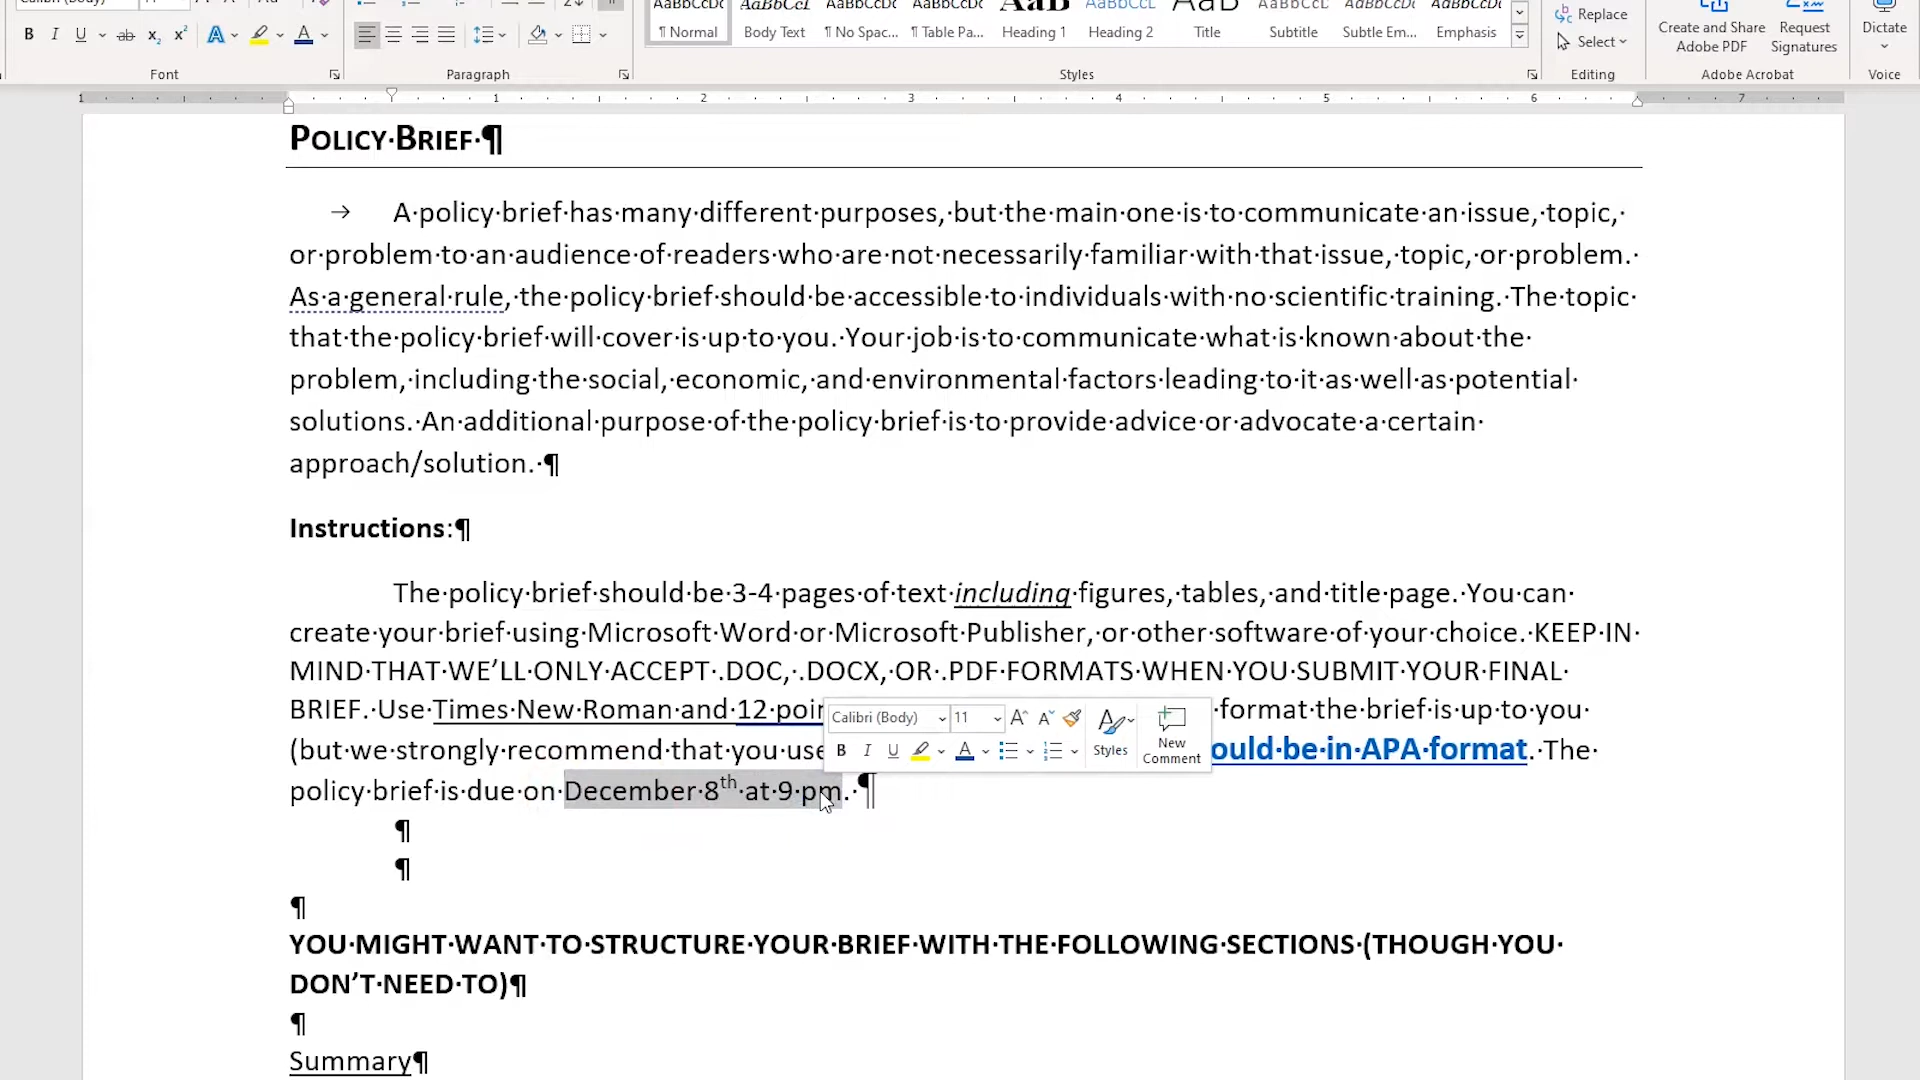 B I U ab x₂ x² A A
Font
Paragraph
¶ Normal Body Text ¶ No Spac... ¶ Table Pa... Heading 1 Heading 2 Title Subtitle Subtle Em... Emphasis
Styles
Replace
Select
Editing
Create and Share
Adobe PDF
Request
Signatures
Adobe Acrobat
Dictate
Voice
1 1 2 3 4 5 6 7
POLICY·BRIEF·¶
→ A·policy·brief·has·many·different·purposes,·but·the·main·one·is·to·communicate·an·issue,·topic,·
or·problem·to·an·audience·of·readers·who·are·not·necessarily·familiar·with·that·issue,·topic,·or·problem.·
As·a·general·rule,·the·policy·brief·should·be·accessible·to·individuals·with·no·scientific·training.·The·topic·
that·the·policy·brief·will·cover·is·up·to·you.·Your·job·is·to·communicate·what·is·known·about·the·
problem,·including·the·social,·economic,·and·environmental·factors·leading·to·it·as·well·as·potential·
solutions.·An·additional·purpose·of·the·policy·brief·is·to·provide·advice·or·advocate·a·certain·
approach/solution.·¶
Instructions:¶
The·policy·brief·should·be·3-4·pages·of·text·including·figures,·tables,·and·title·page.·You·can·
create·your·brief·using·Microsoft·Word·or·Microsoft·Publisher,·or·other·software·of·your·choice.·KEEP·IN·
MIND·THAT·WE’LL·ONLY·ACCEPT·.DOC,·.DOCX,·OR·.PDF·FORMATS·WHEN·YOU·SUBMIT·YOUR·FINAL·
BRIEF.·Use·Times·New·Roman·and·12·poin ·format·the·brief·is·up·to·you·
(but·we·strongly·recommend·that·you·use ould·be·in·APA·format.·The·
policy·brief·is·due·on·December·8th·at·9·pm.·¶
Calibri (Body) 11 A A
B I U A Styles New
Comment
¶
¶
¶
YOU·MIGHT·WANT·TO·STRUCTURE·YOUR·BRIEF·WITH·THE·FOLLOWING·SECTIONS·(THOUGH·YOU·
DON’T·NEED·TO)¶
¶
Summary¶